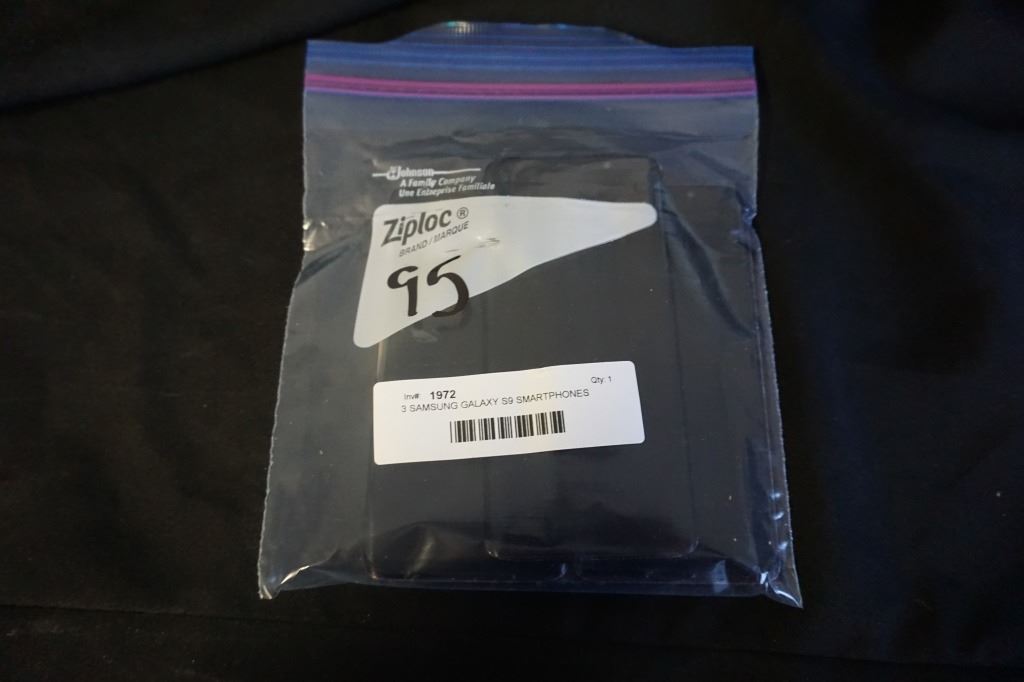 Johnson
A Family Company
Une Entreprise Familiale
Ziploc®
BRAND / MARQUE
95
Inv#: 1972 Qty: 1
3 SAMSUNG GALAXY S9 SMARTPHONES